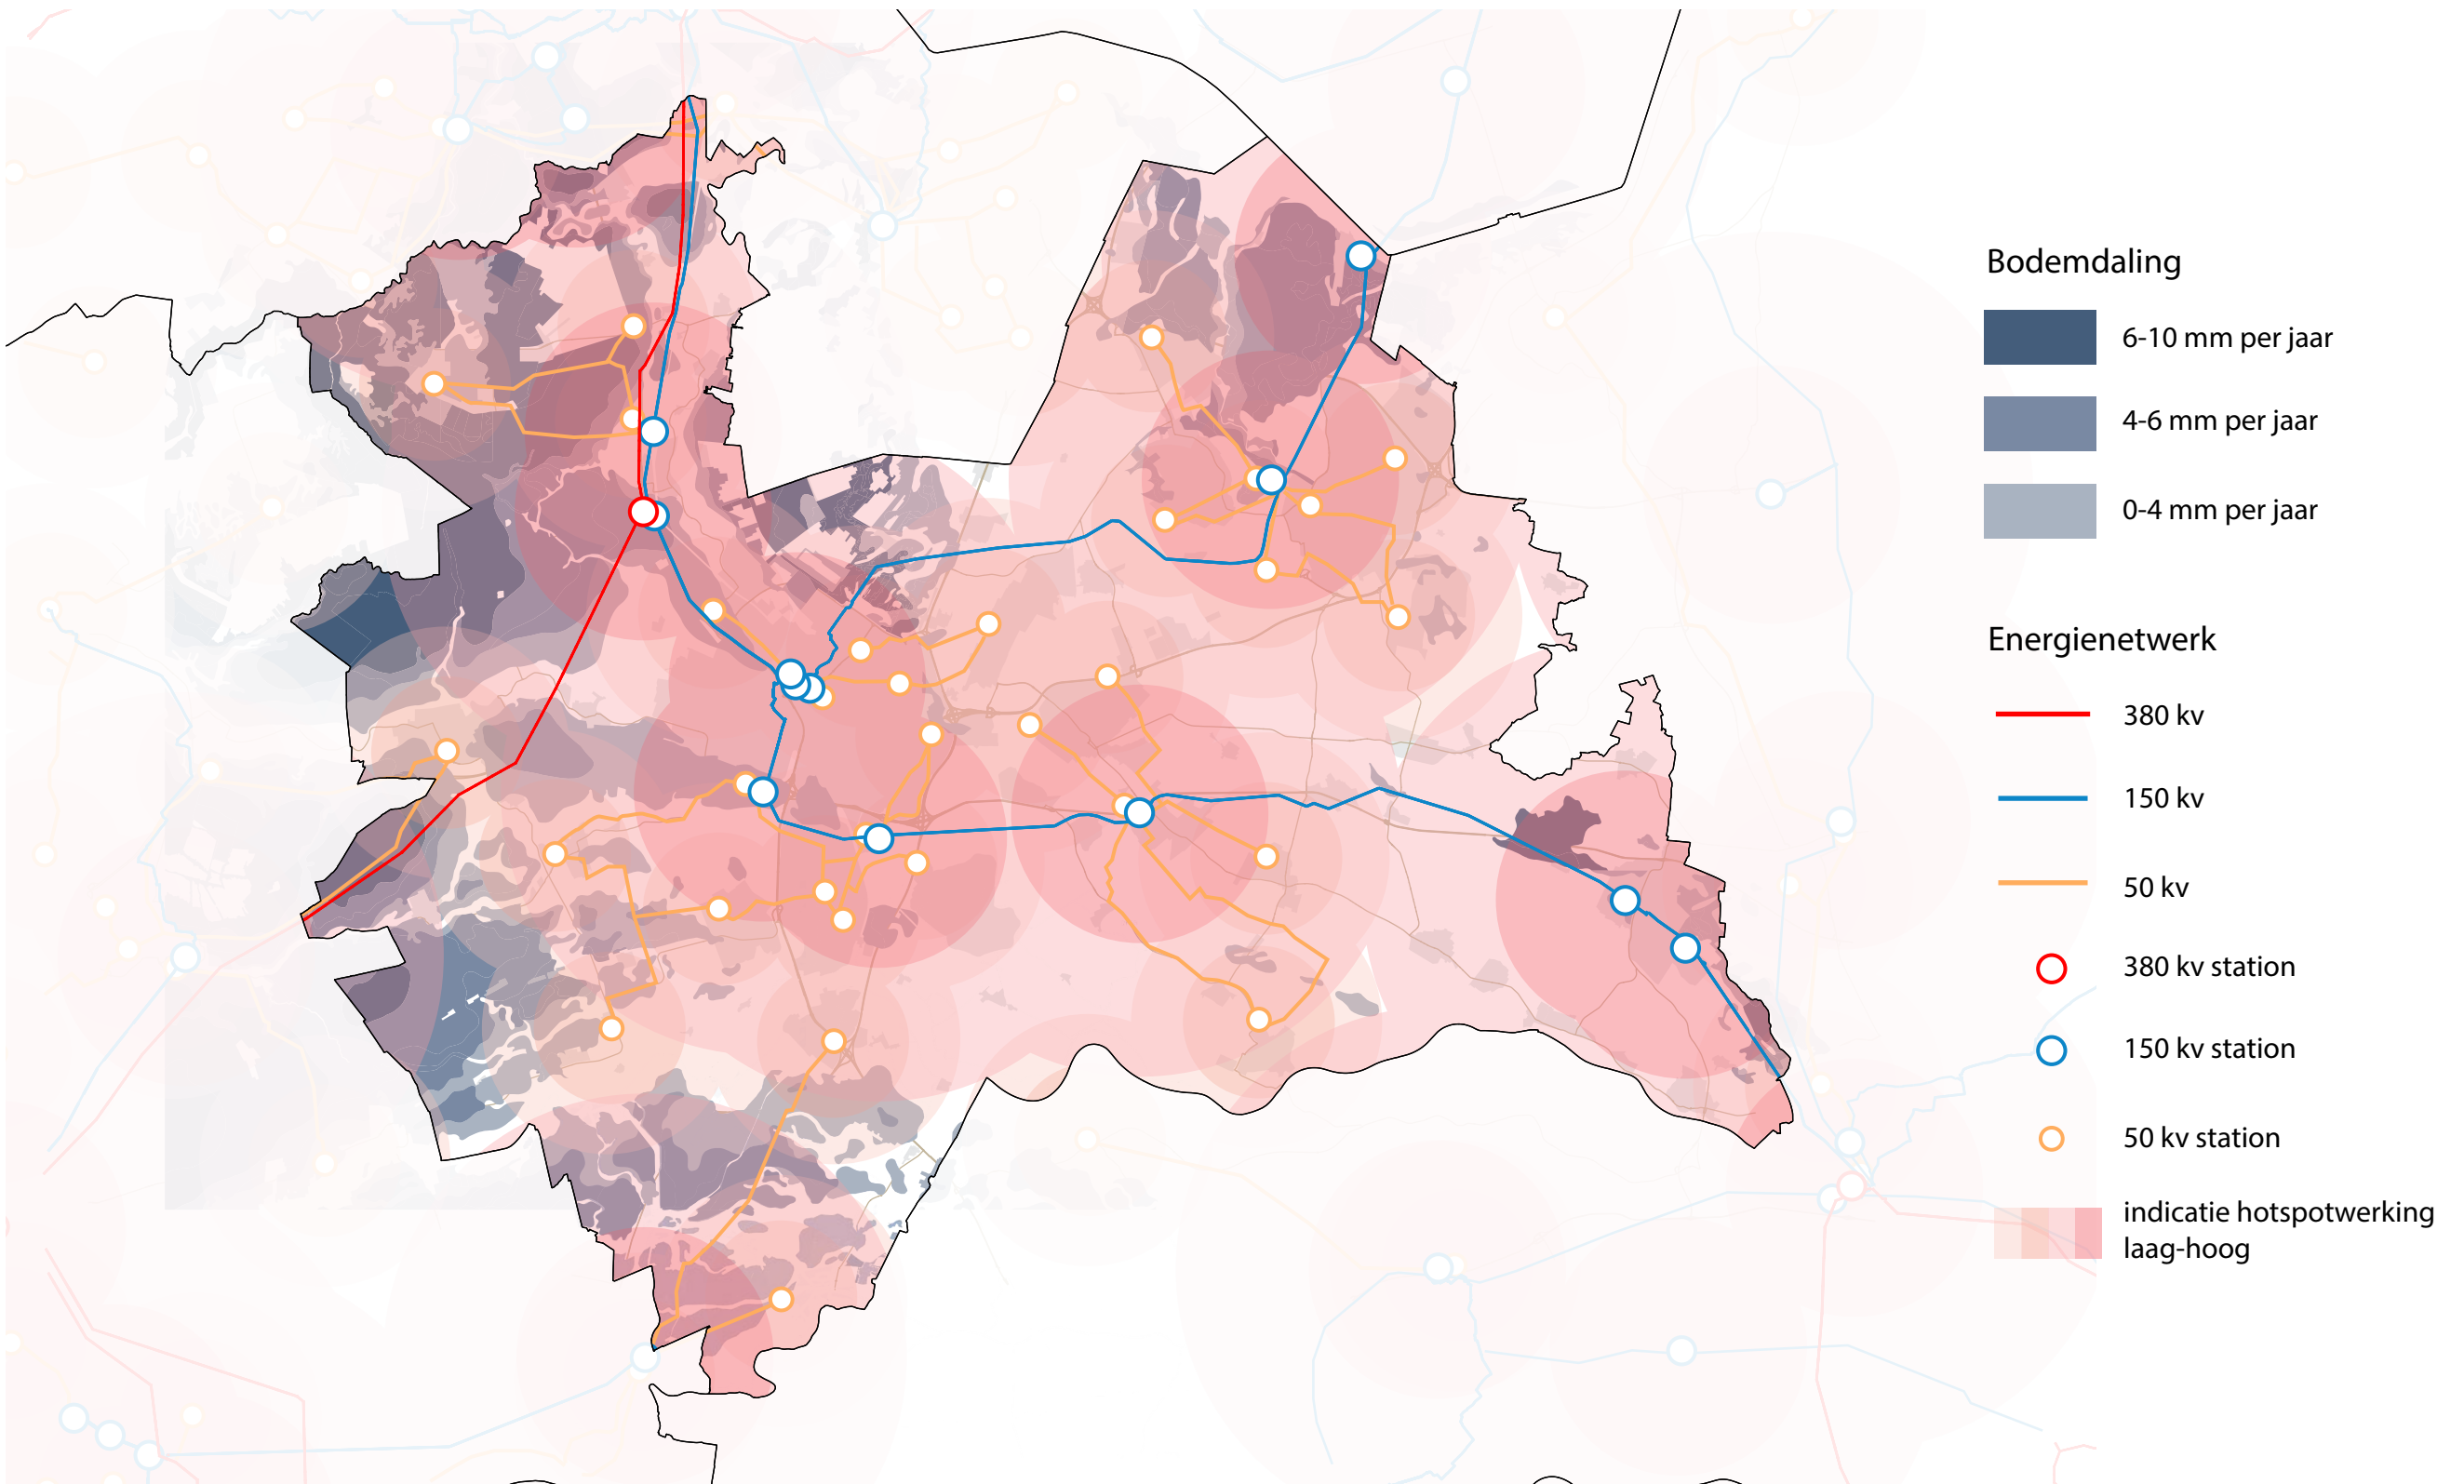 Bodemdaling
6-10 mm per jaar
4-6 mm per jaar
0-4 mm per jaar
Energienetwerk
380 kv
150 kv
50 kv
380 kv station
150 kv station
50 kv station
indicatie hotspotwerking
laag-hoog